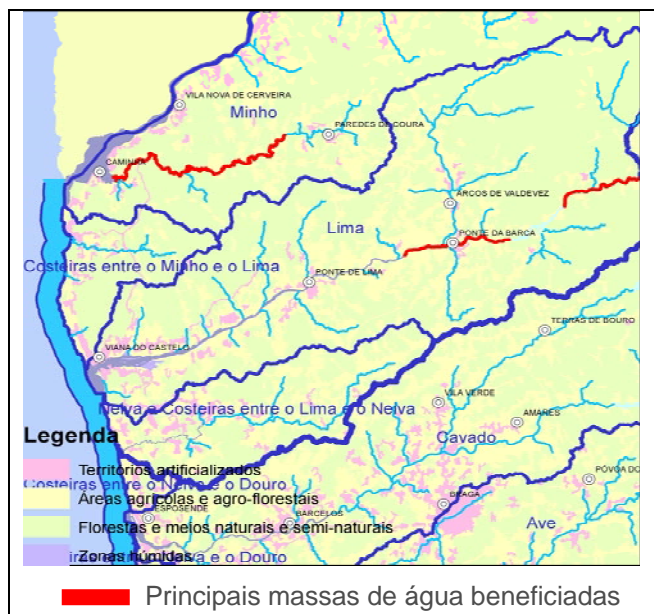 VILA NOVA DE CERVEIRA
Minho
PAREDES DE COURA
CAMINHA
ARCOS DE VALDEVEZ
Lima
PONTE DA BARCA
Costeiras entre o Minho e o Lima
PONTE DE LIMA
TERRAS DE BOURO
VIANA DO CASTELO
VILA VERDE
Neiva e Costeiras entre o Lima e o Neiva
AMARES
Legenda
Cavado
Territórios artificializados
PÓVOA DO
Costeiras entre o Neiva e o Douro
Áreas agrícolas e agro-florestais
BRAGA
ESPOSENDE
BARCELOS
Florestas e meios naturais e semi-naturais
Ave
Zonas húmidas
Principais massas de água beneficiadas